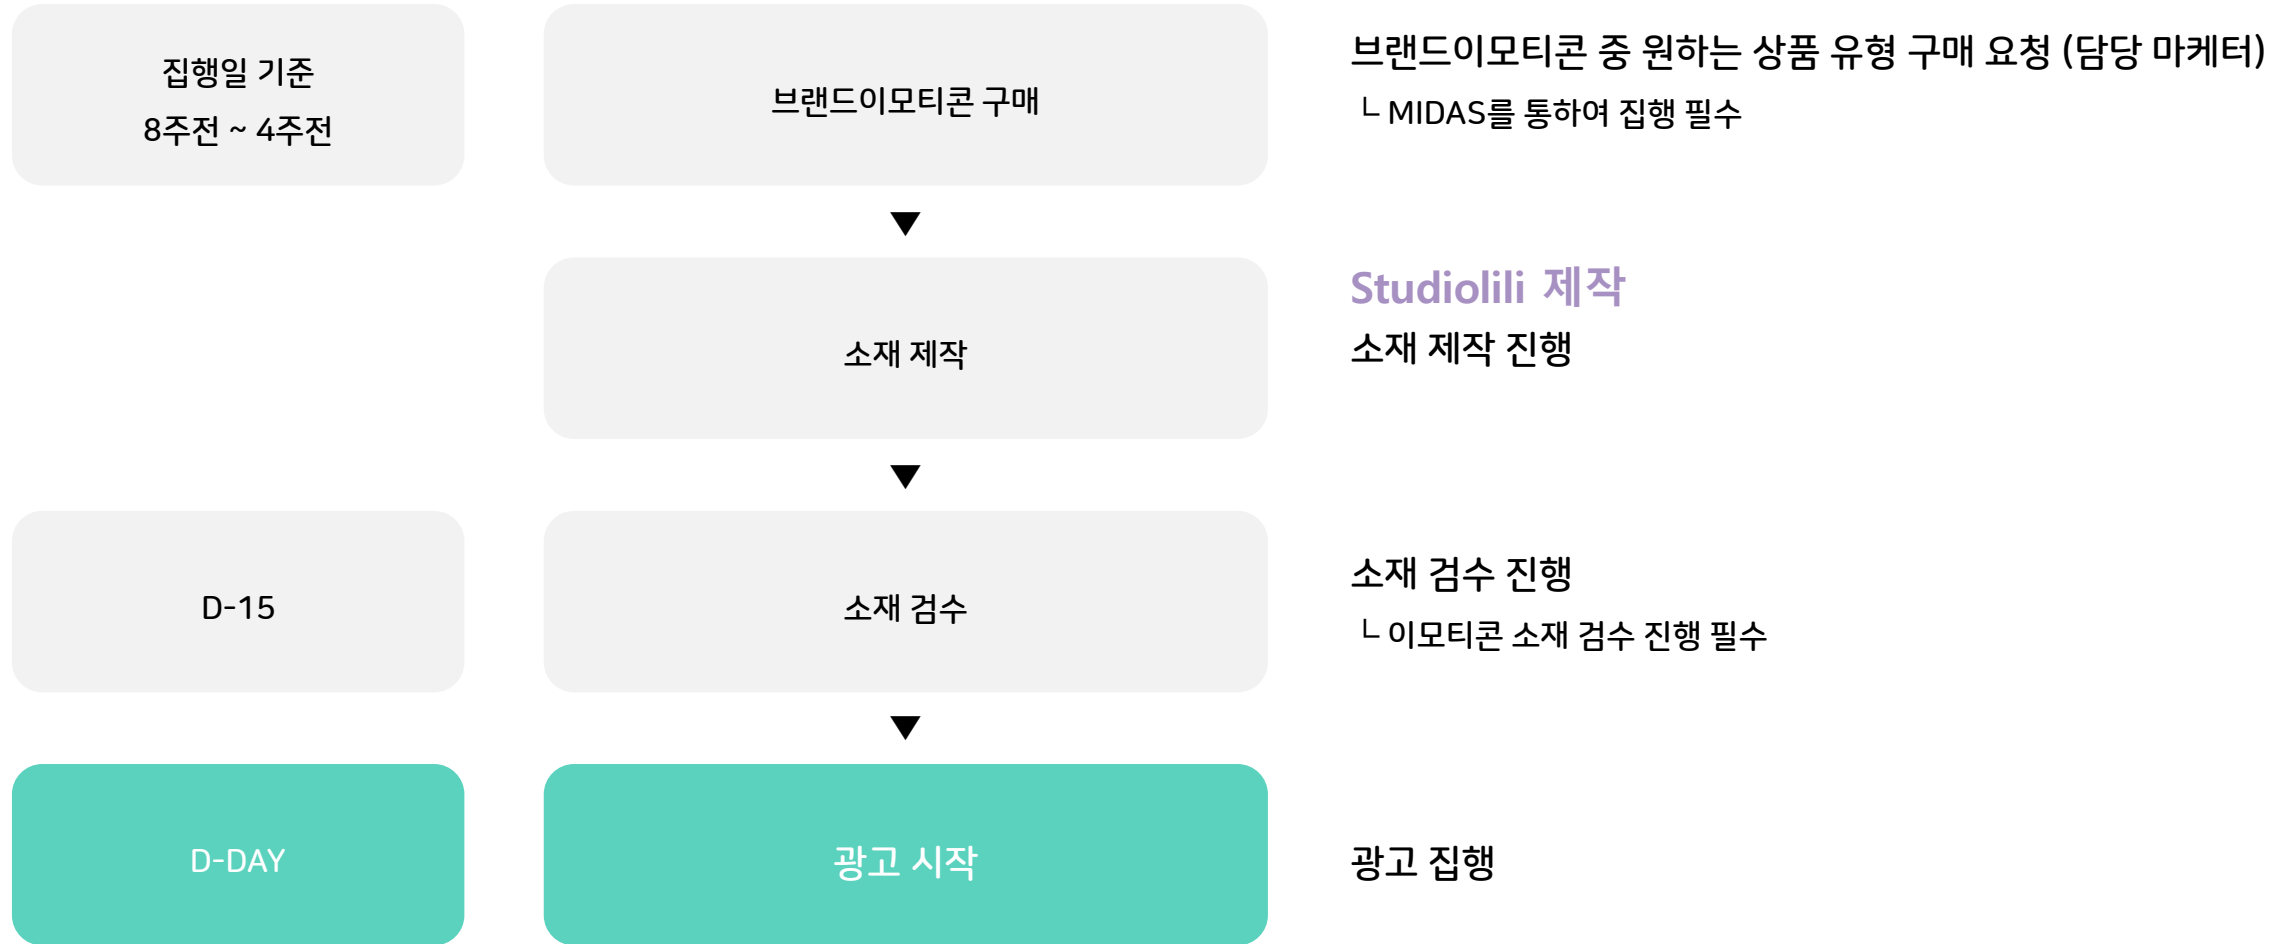 집행일 기준
8주전 ~ 4주전
브랜드이모티콘 구매
브랜드이모티콘 중 원하는 상품 유형 구매 요청 (담당 마케터)
└ MIDAS를 통하여 집행 필수
▼
소재 제작
Studiolili 제작
소재 제작 진행
▼
D-15
소재 검수
소재 검수 진행
└ 이모티콘 소재 검수 진행 필수
▼
D-DAY
광고 시작
광고 집행